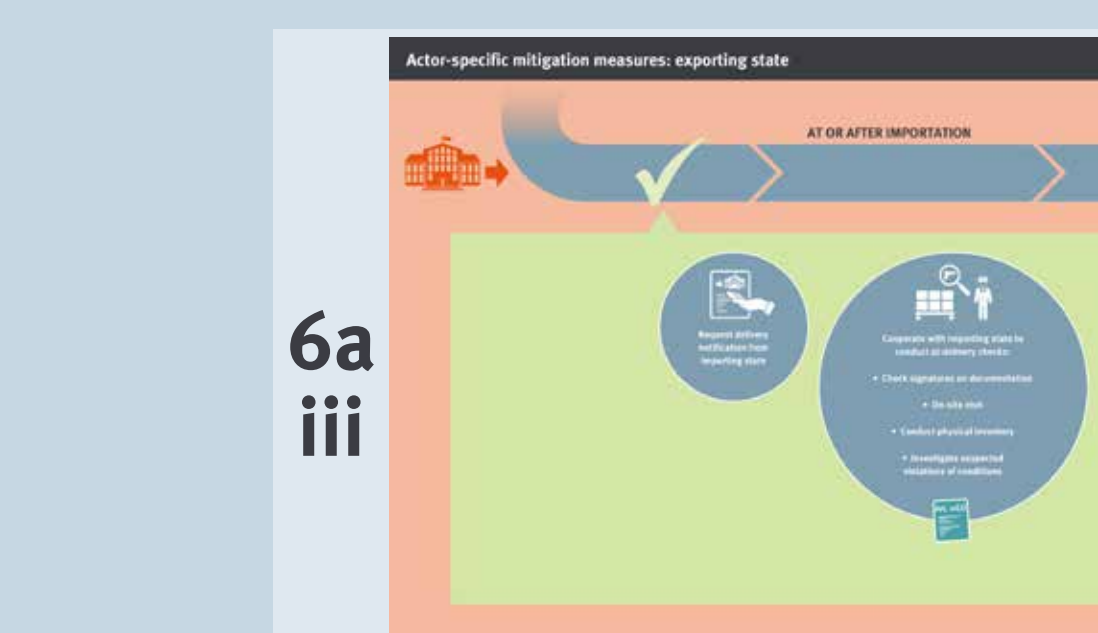 Actor-specific mitigation measures: exporting state
AT OR AFTER IMPORTATION
6a
iii
Request delivery
notification from
importing state
Cooperate with importing state to
conduct at-delivery checks:
• Check signatures on documentation
• On-site visit
• Conduct physical inventory
• Investigate suspected
violations of conditions